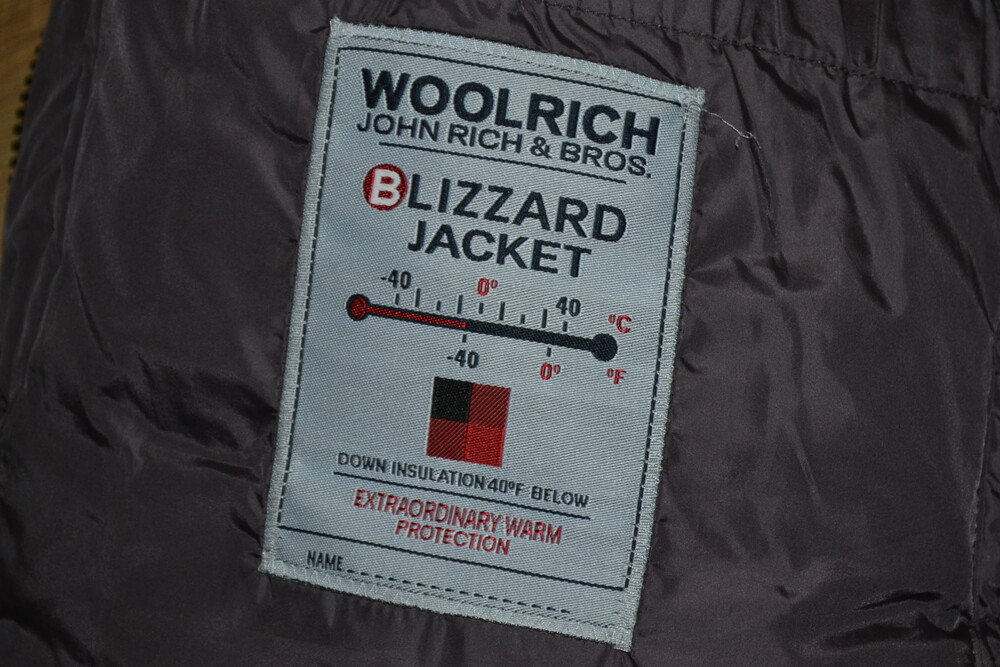 WOOLRICH
JOHN RICH & BROS.
BLIZZARD
JACKET
-40 0° 40 °C
-40 0° °F
DOWN INSULATION 40°F BELOW
EXTRAORDINARY WARM
PROTECTION
NAME